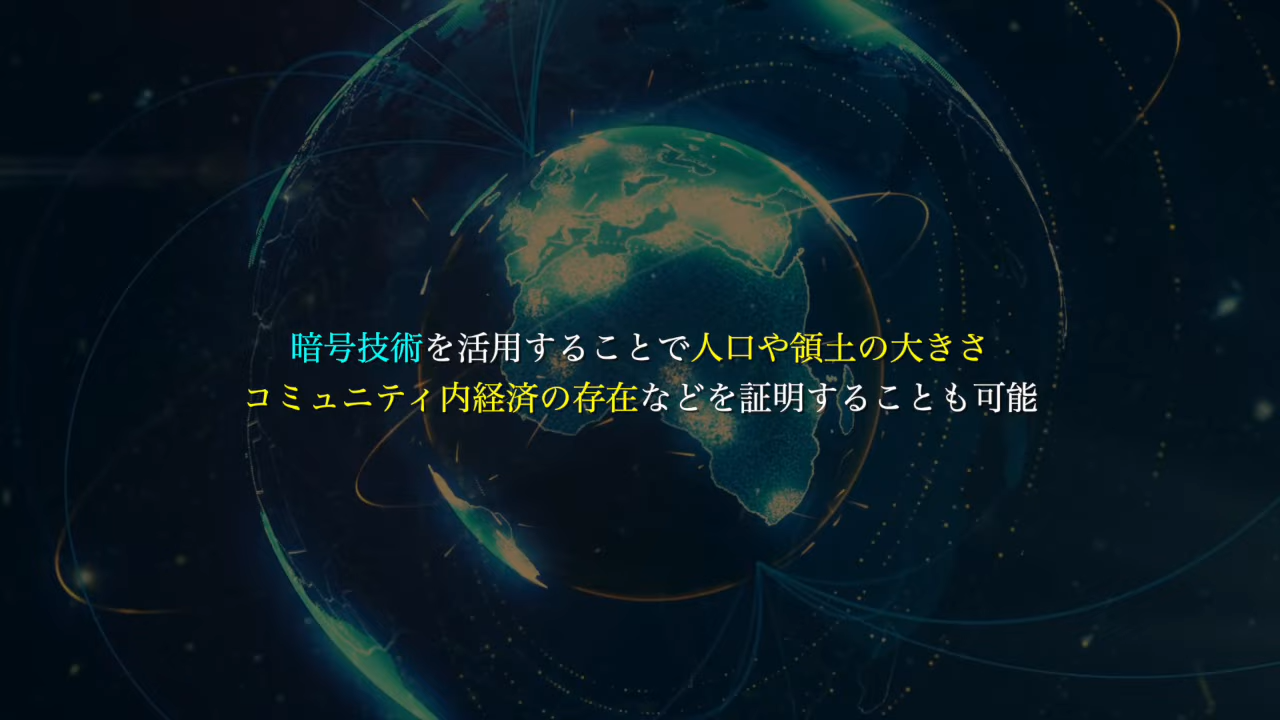 暗号技術を活用することで人口や領土の大きさ
コミュニティ内経済の存在などを証明することも可能